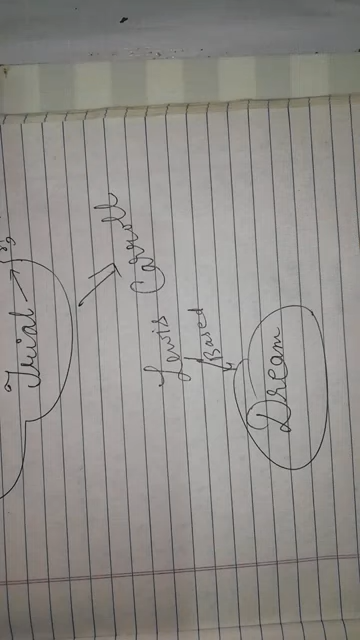 Trial →
Lewis Carroll
Based
Dream